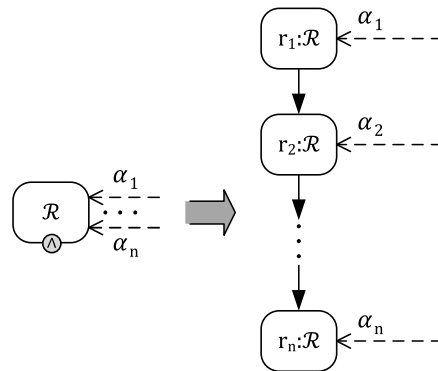 α₁
ℛ
. . .
αₙ
∧
r₁:ℛ
α₁
r₂:ℛ
α₂
rₙ:ℛ
αₙ